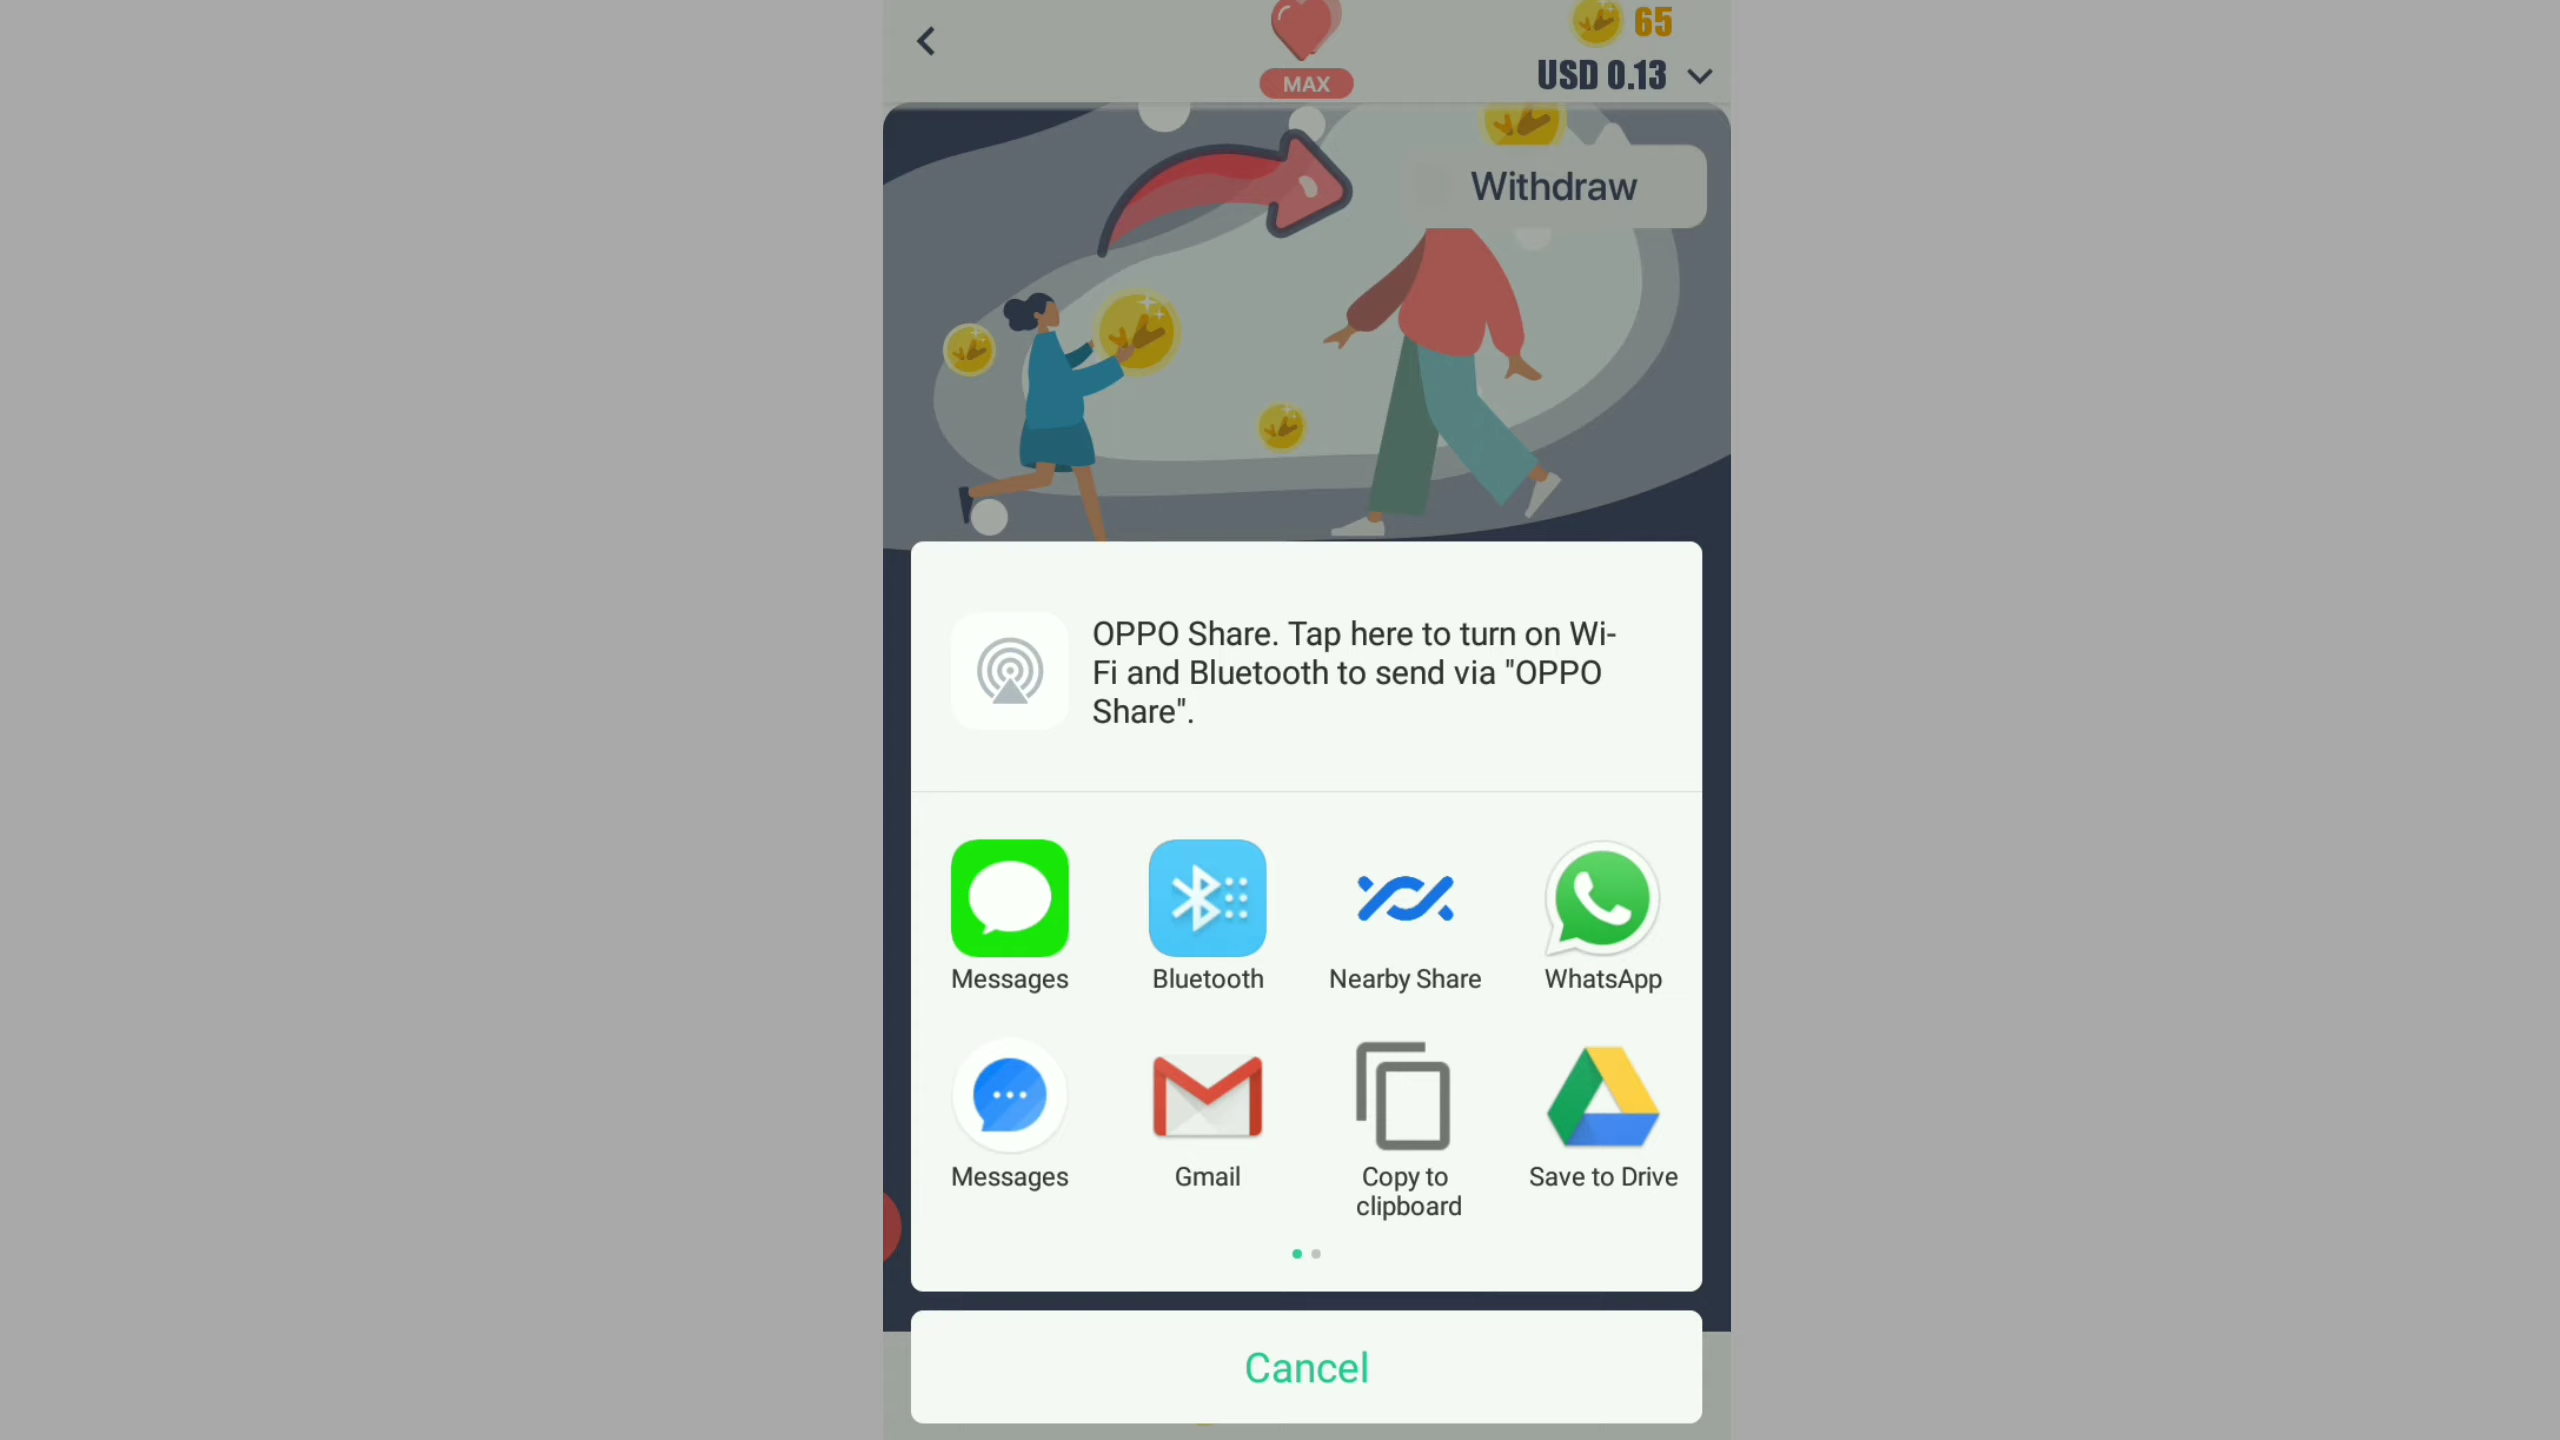 65
MAX
USD 0.13
Withdraw
OPPO Share. Tap here to turn on Wi-
Fi and Bluetooth to send via "OPPO
Share".
Messages
Bluetooth
Nearby Share
WhatsApp
Messages
Gmail
Copy to
clipboard
Save to Drive
Cancel